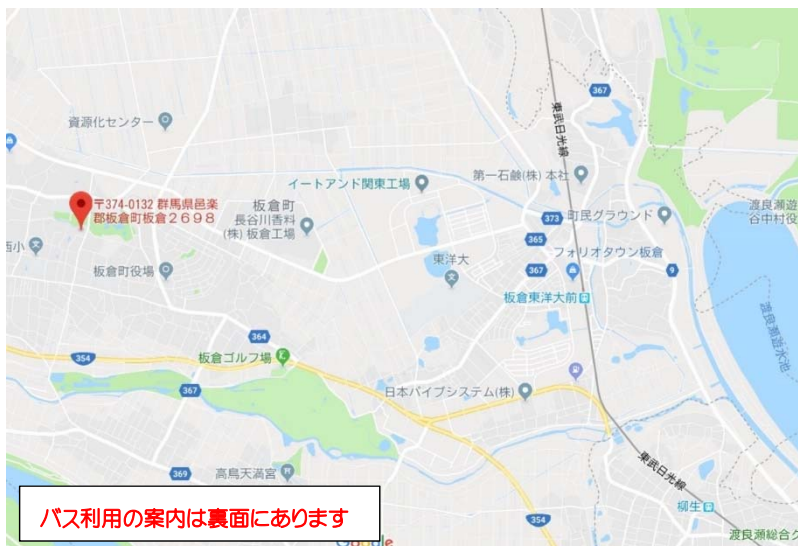 367
東武日光線
資源化センター
第一石鹸(株) 本社
イートアンド関東工場
〒374-0132 群馬県邑楽
郡板倉町板倉2698
板倉町
長谷川香料
(株) 板倉工場
373
町民グラウンド
渡良瀬遊
谷中村役
365
西小
東洋大
フォリオタウン板倉
板倉町役場
367
9
板倉東洋大前
渡良瀬遊水池
364
354
板倉ゴルフ場
367
日本パイプシステム(株)
369
高鳥天満宮
東武日光線
バス利用の案内は裏面にあります
柳生
354
Google
渡良瀬総合グ